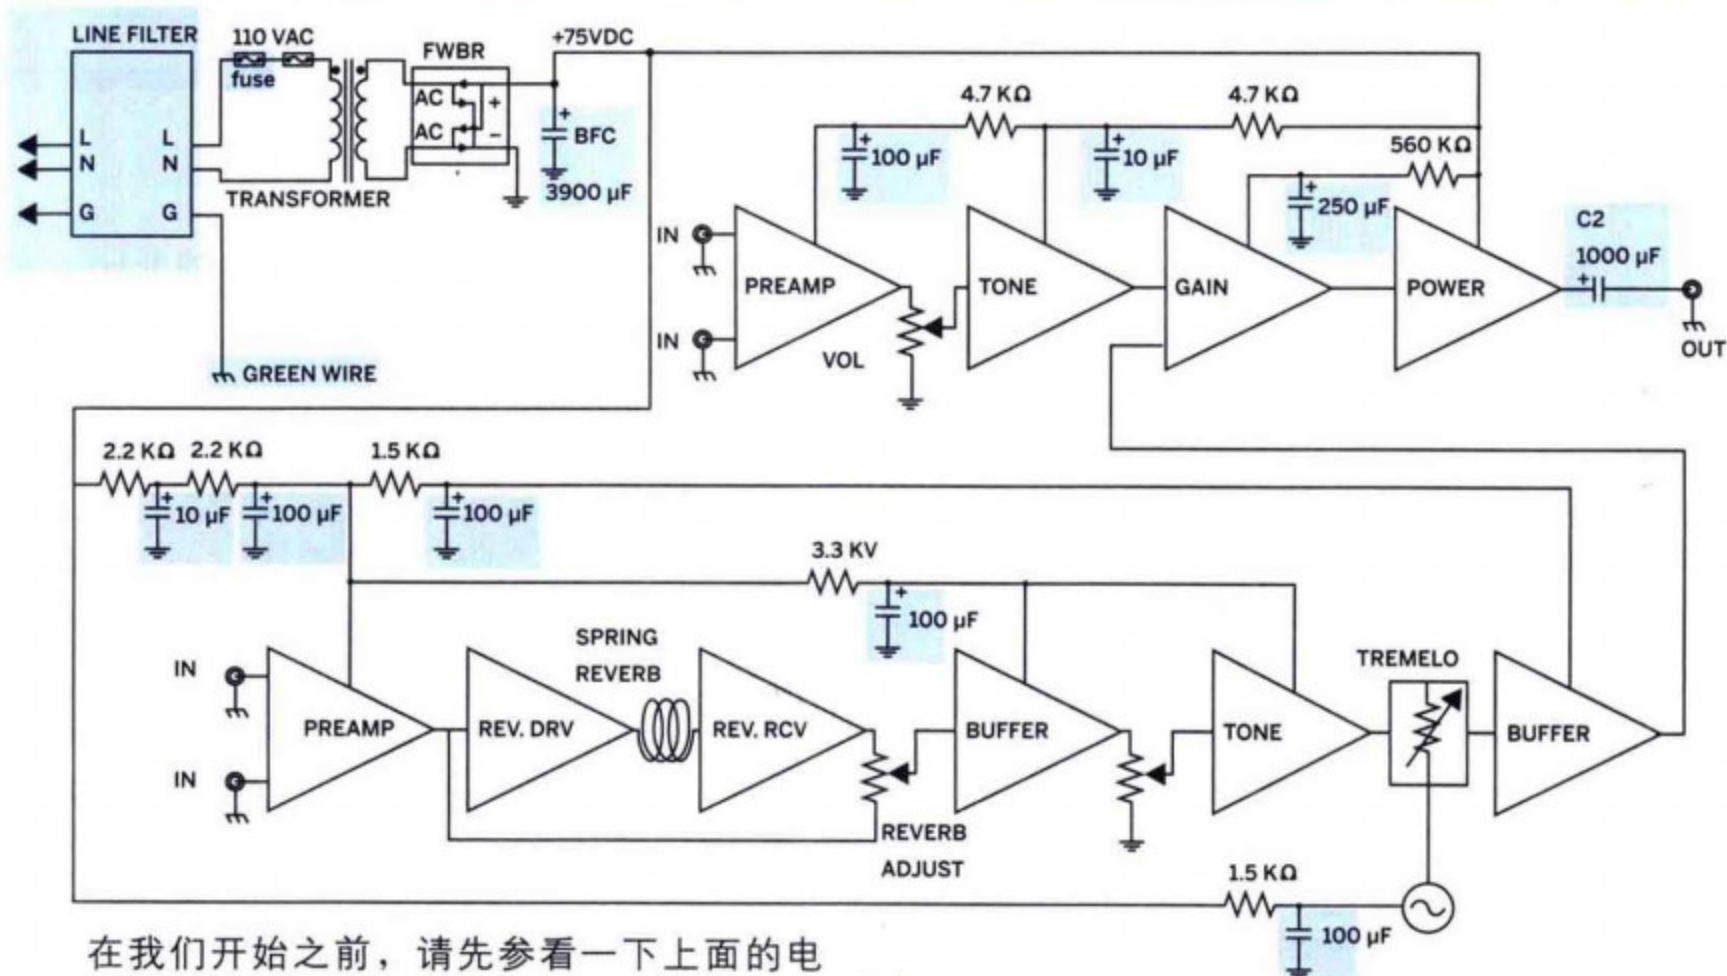 LINE FILTER
110 VAC
fuse
FWBR
+75VDC
L
L
N
N
G
G
AC
AC
+
−
+
BFC
3900 µF
TRANSFORMER
GREEN WIRE
4.7 KΩ
4.7 KΩ
560 KΩ
+
100 µF
+
10 µF
+
250 µF
C2
1000 µF
+
IN
IN
PREAMP
VOL
TONE
GAIN
POWER
OUT
2.2 KΩ
2.2 KΩ
1.5 KΩ
+
10 µF
+
100 µF
+
100 µF
3.3 KV
+
100 µF
SPRING
REVERB
TREMELO
IN
IN
PREAMP
REV. DRV
REV. RCV
BUFFER
TONE
BUFFER
REVERB
ADJUST
1.5 KΩ
100 µF
在我们开始之前，请先参看一下上面的电